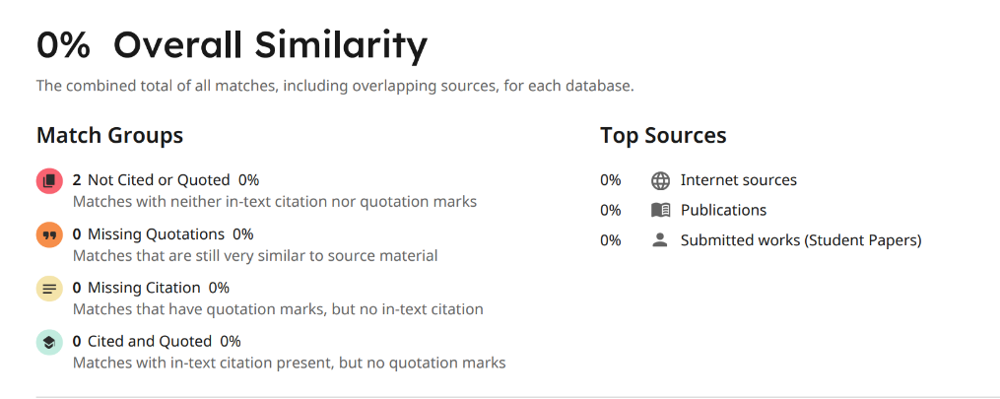 0% Overall Similarity
The combined total of all matches, including overlapping sources, for each database.
Match Groups
2 Not Cited or Quoted 0%
Matches with neither in-text citation nor quotation marks
0 Missing Quotations 0%
Matches that are still very similar to source material
0 Missing Citation 0%
Matches that have quotation marks, but no in-text citation
0 Cited and Quoted 0%
Matches with in-text citation present, but no quotation marks
Top Sources
0% Internet sources
0% Publications
0% Submitted works (Student Papers)